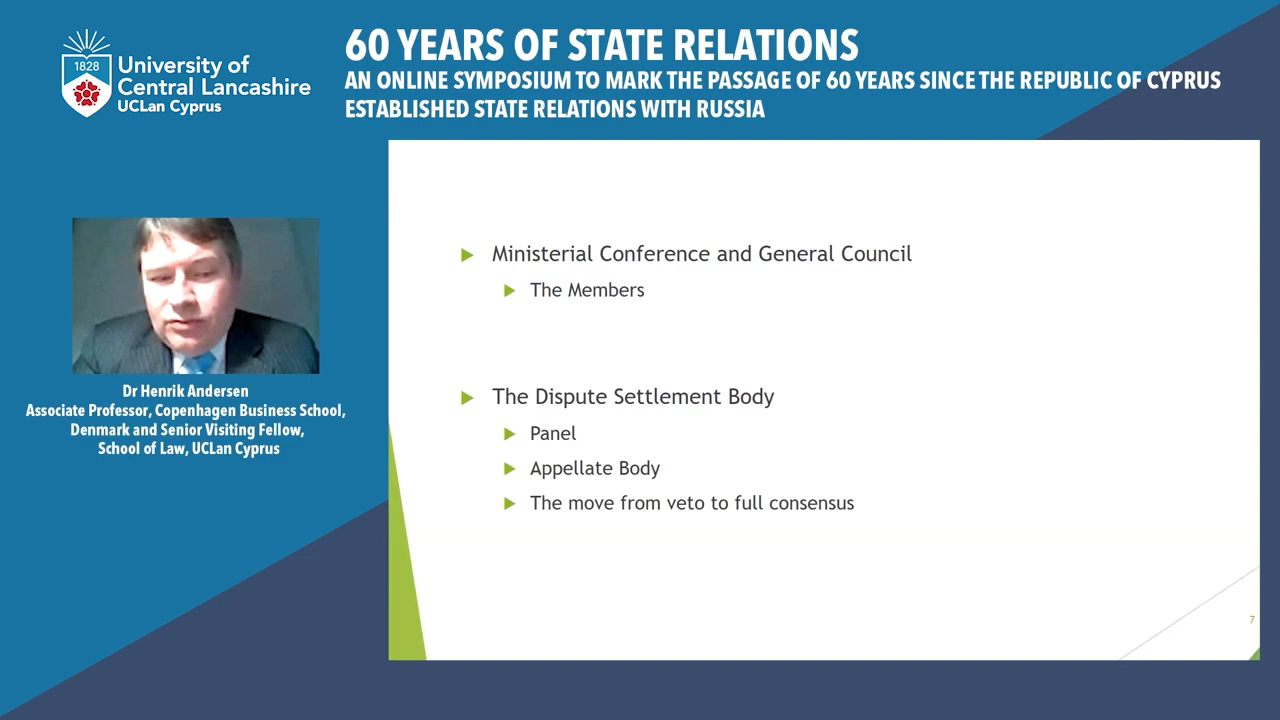 1828
University of
Central Lancashire
UCLan Cyprus
60 YEARS OF STATE RELATIONS
AN ONLINE SYMPOSIUM TO MARK THE PASSAGE OF 60 YEARS SINCE THE REPUBLIC OF CYPRUS
ESTABLISHED STATE RELATIONS WITH RUSSIA
Dr Henrik Andersen
Associate Professor, Copenhagen Business School,
Denmark and Senior Visiting Fellow,
School of Law, UCLan Cyprus
Ministerial Conference and General Council
The Members
The Dispute Settlement Body
Panel
Appellate Body
The move from veto to full consensus
7